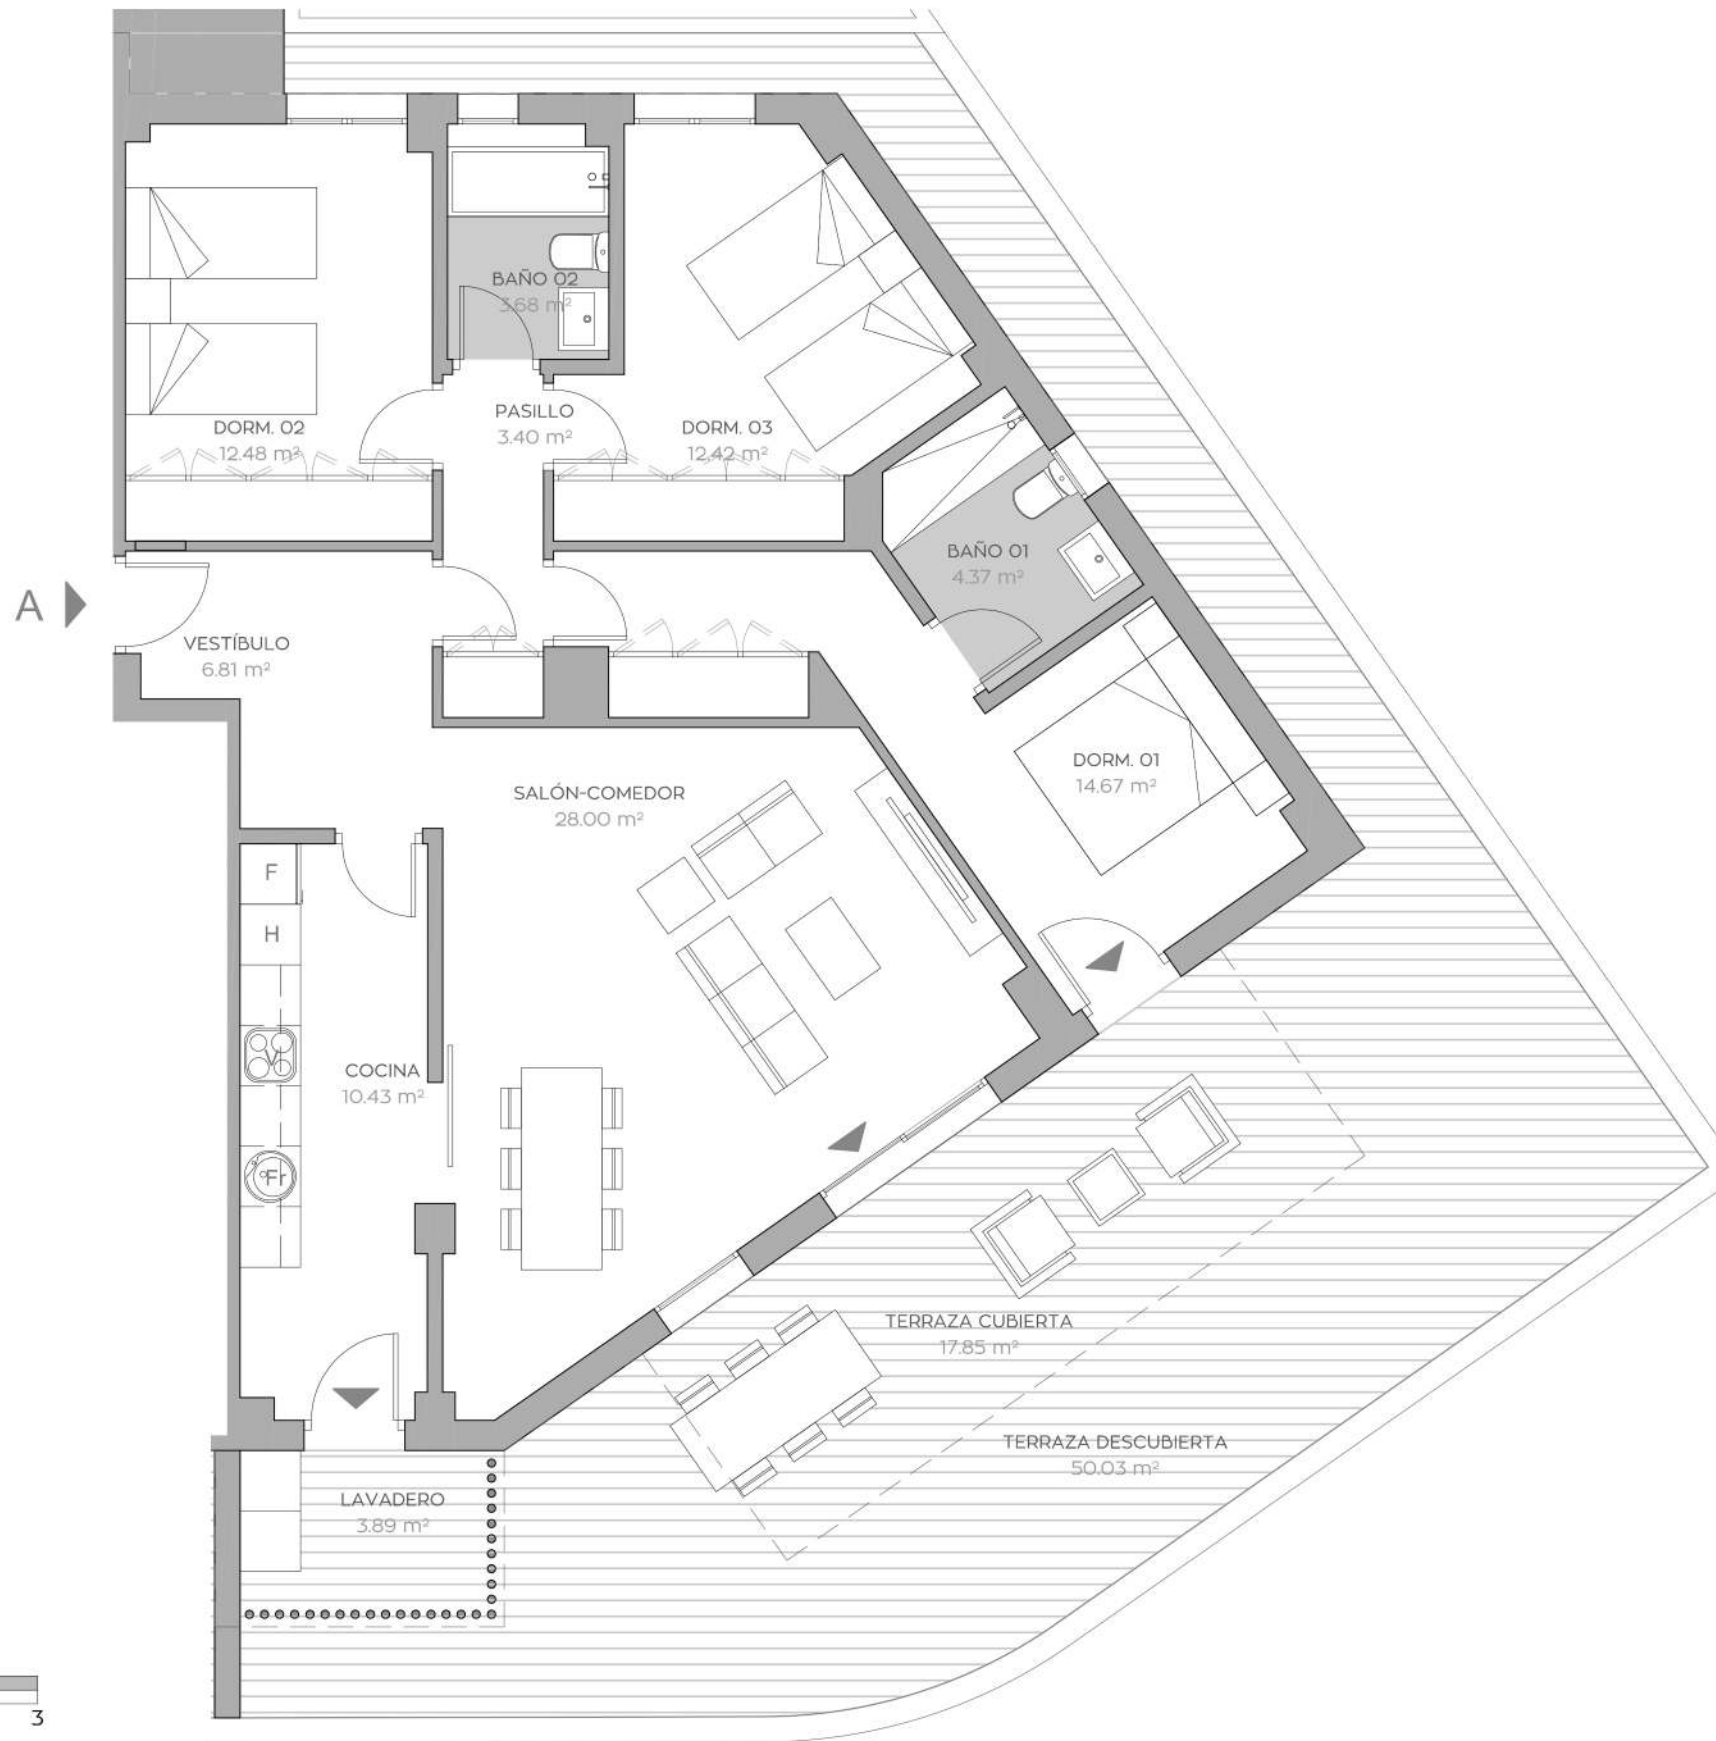 BAÑO 02
3.68 m²
PASILLO
3.40 m²
DORM. 02
12.48 m²
DORM. 03
12.42 m²
BAÑO 01
4.37 m²
A
VESTÍBULO
6.81 m²
DORM. 01
14.67 m²
SALÓN-COMEDOR
28.00 m²
F
H
V
COCINA
10.43 m²
Fr
TERRAZA CUBIERTA
17.85 m²
TERRAZA DESCUBIERTA
50.03 m²
LAVADERO
3.89 m²
3